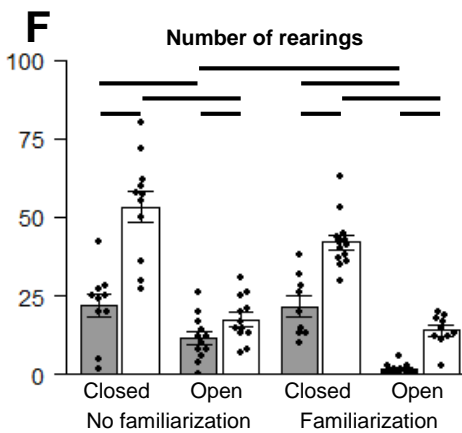 F
Number of rearings
100
75
50
25
0
Closed Open Closed Open
No familiarization Familiarization